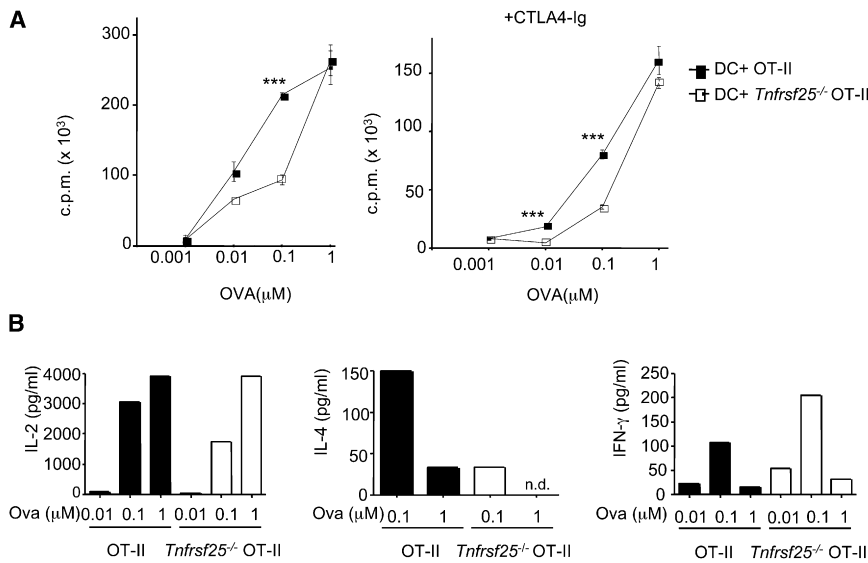 A
+CTLA4-Ig
300
200
100
0
c.p.m. (x 10³)
***
0.001 0.01 0.1 1
OVA(μM)
150
100
50
0
c.p.m. (x 10³)
***
***
0.001 0.01 0.1 1
OVA(μM)
DC+ OT-II
DC+ Tnfrsf25-/- OT-II
B
4000
3000
2000
1000
0
IL-2 (pg/ml)
Ova (μM) 0.01 0.1 1 0.01 0.1 1
OT-II Tnfrsf25-/- OT-II
150
100
50
0
IL-4 (pg/ml)
n.d.
Ova (μM) 0.1 1 0.1 1
OT-II Tnfrsf25-/- OT-II
250
200
150
100
50
0
IFN-γ (pg/ml)
Ova (μM) 0.01 0.1 1 0.01 0.1 1
OT-II Tnfrsf25-/- OT-II